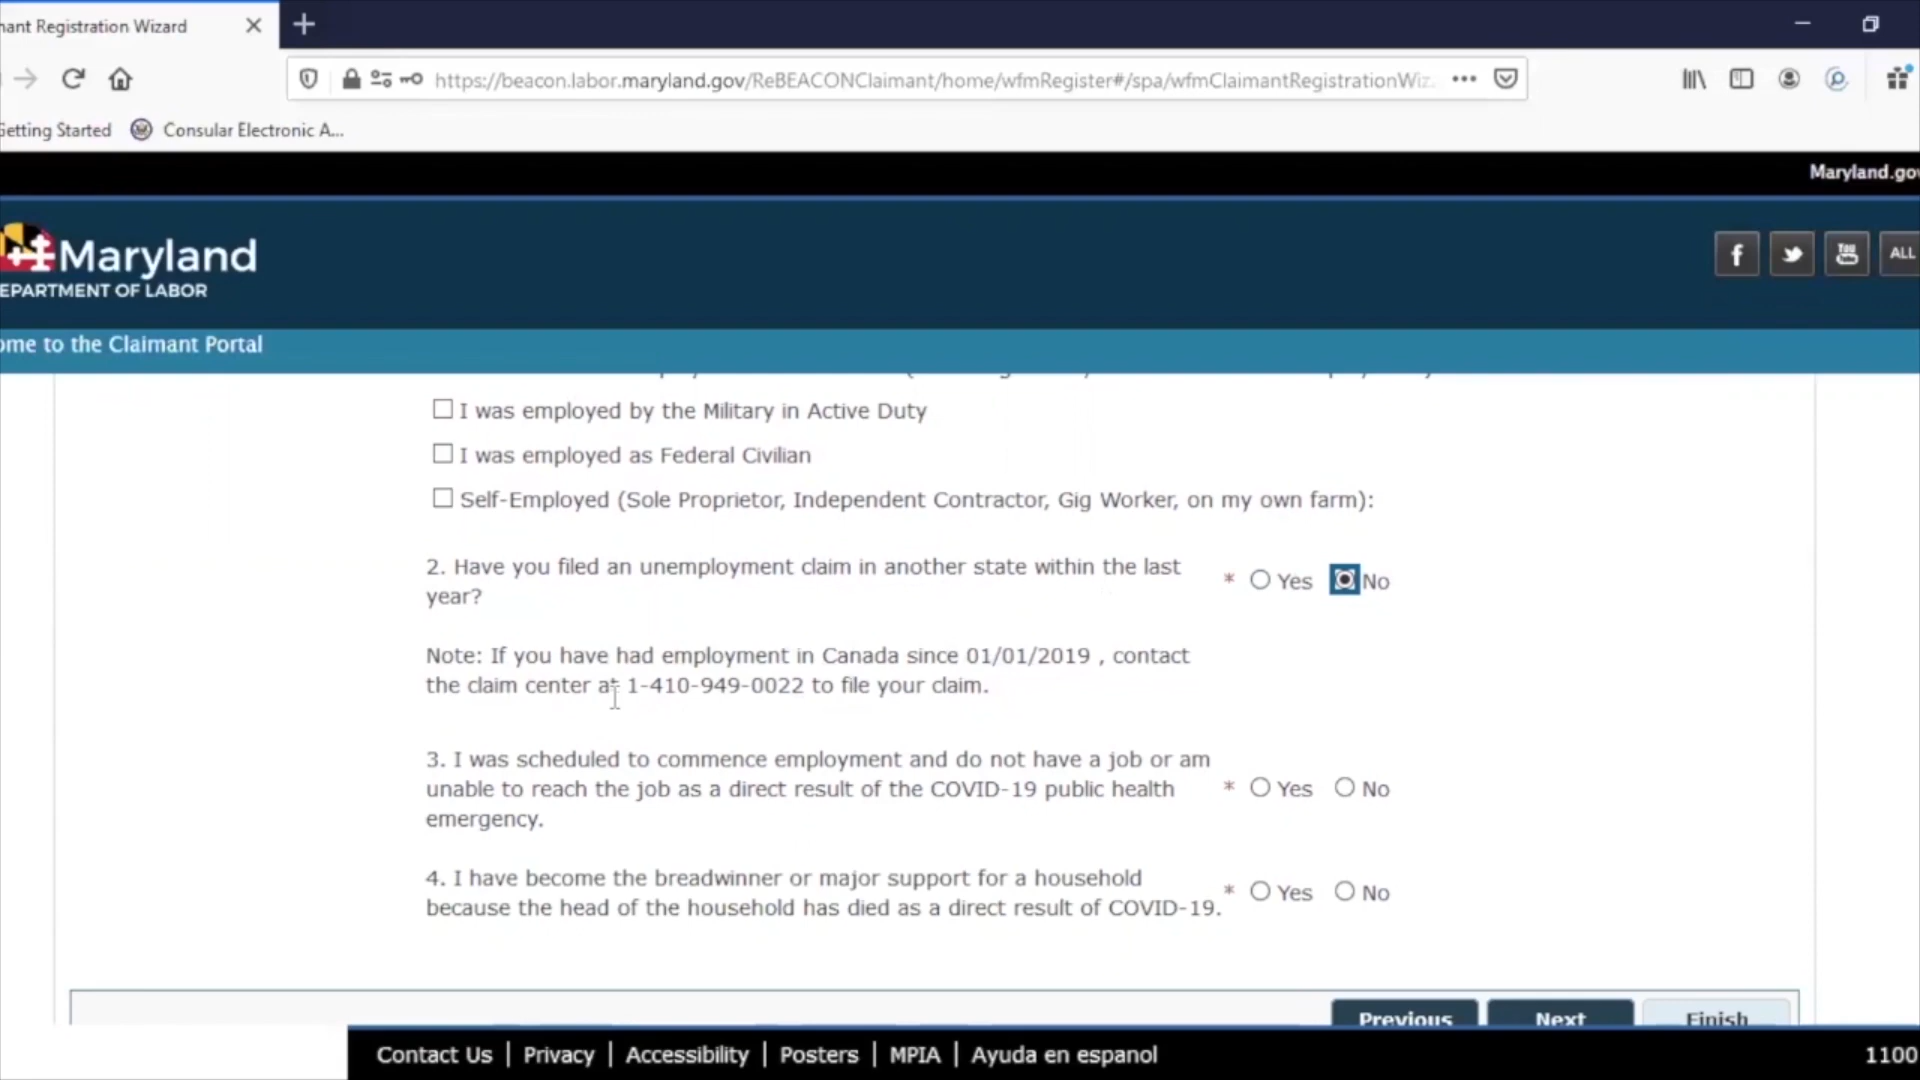 nant Registration Wizard
https://beacon.labor.maryland.gov/ReBEACONClaimant/home/wfmRegister#/spa/wfmClaimantRegistrationWiz
Getting Started Consular Electronic A...
Maryland.gov
Maryland
EPARTMENT OF LABOR
f You ALL
ome to the Claimant Portal
I was employed by the Military in Active Duty
I was employed as Federal Civilian
Self-Employed (Sole Proprietor, Independent Contractor, Gig Worker, on my own farm):
2. Have you filed an unemployment claim in another state within the last
year?
* Yes No
Note: If you have had employment in Canada since 01/01/2019 , contact
the claim center at 1-410-949-0022 to file your claim.
3. I was scheduled to commence employment and do not have a job or am
unable to reach the job as a direct result of the COVID-19 public health
emergency.
* Yes No
4. I have become the breadwinner or major support for a household
because the head of the household has died as a direct result of COVID-19.
* Yes No
Previous Next Finish
Contact Us | Privacy | Accessibility | Posters | MPIA | Ayuda en espanol
1100